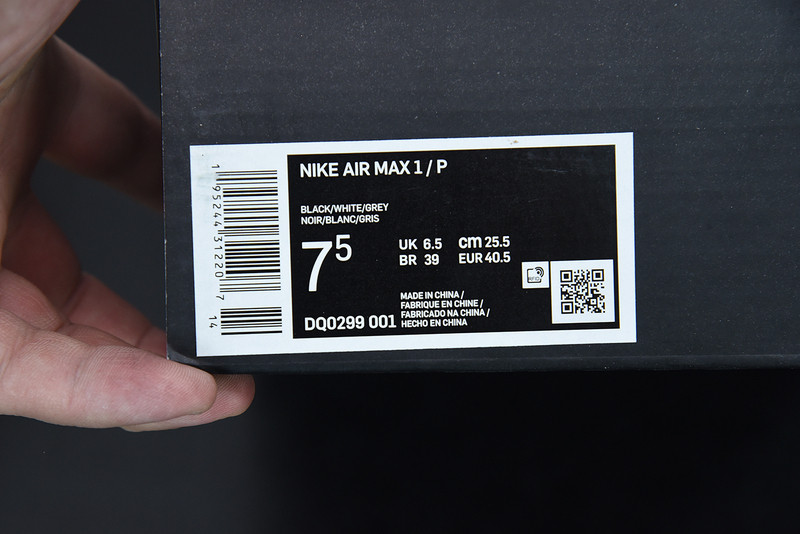 NIKE AIR MAX 1 / P
BLACK/WHITE/GREY
NOIR/BLANC/GRIS
7 5
UK 6.5 cm 25.5
BR 39 EUR 40.5
MADE IN CHINA /
FABRIQUE EN CHINE /
FABRICADO NA CHINA /
HECHO EN CHINA
DQ0299 001
1 95244 31220 7 14